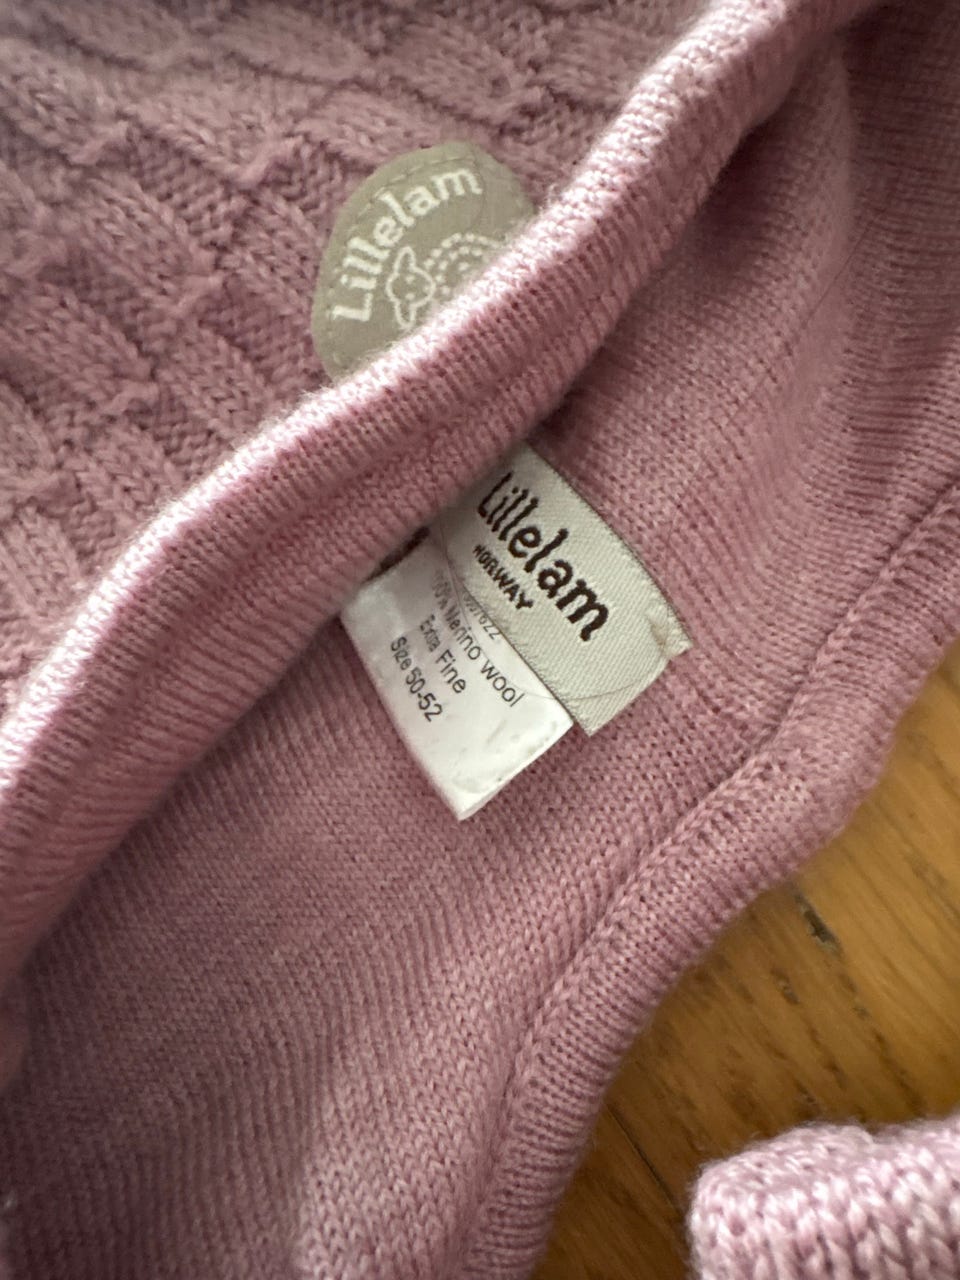 Lillelam
Lillelam
NORWAY
Merino wool
Extra Fine
Size 50-52